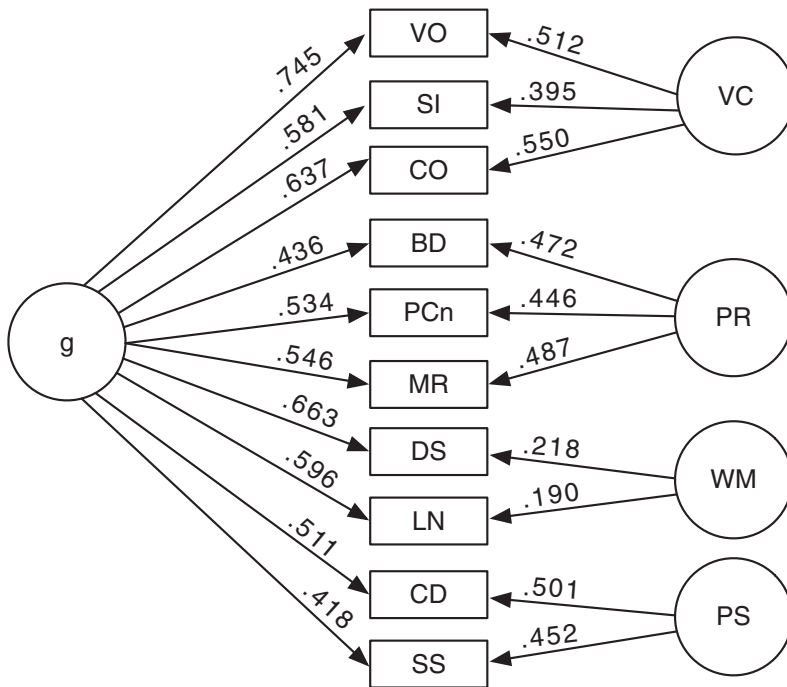 VO
SI
CO
BD
PCn
MR
DS
LN
CD
SS
g
VC
PR
WM
PS
.745
.581
.637
.436
.534
.546
.663
.596
.511
.418
.512
.395
.550
.472
.446
.487
.218
.190
.501
.452